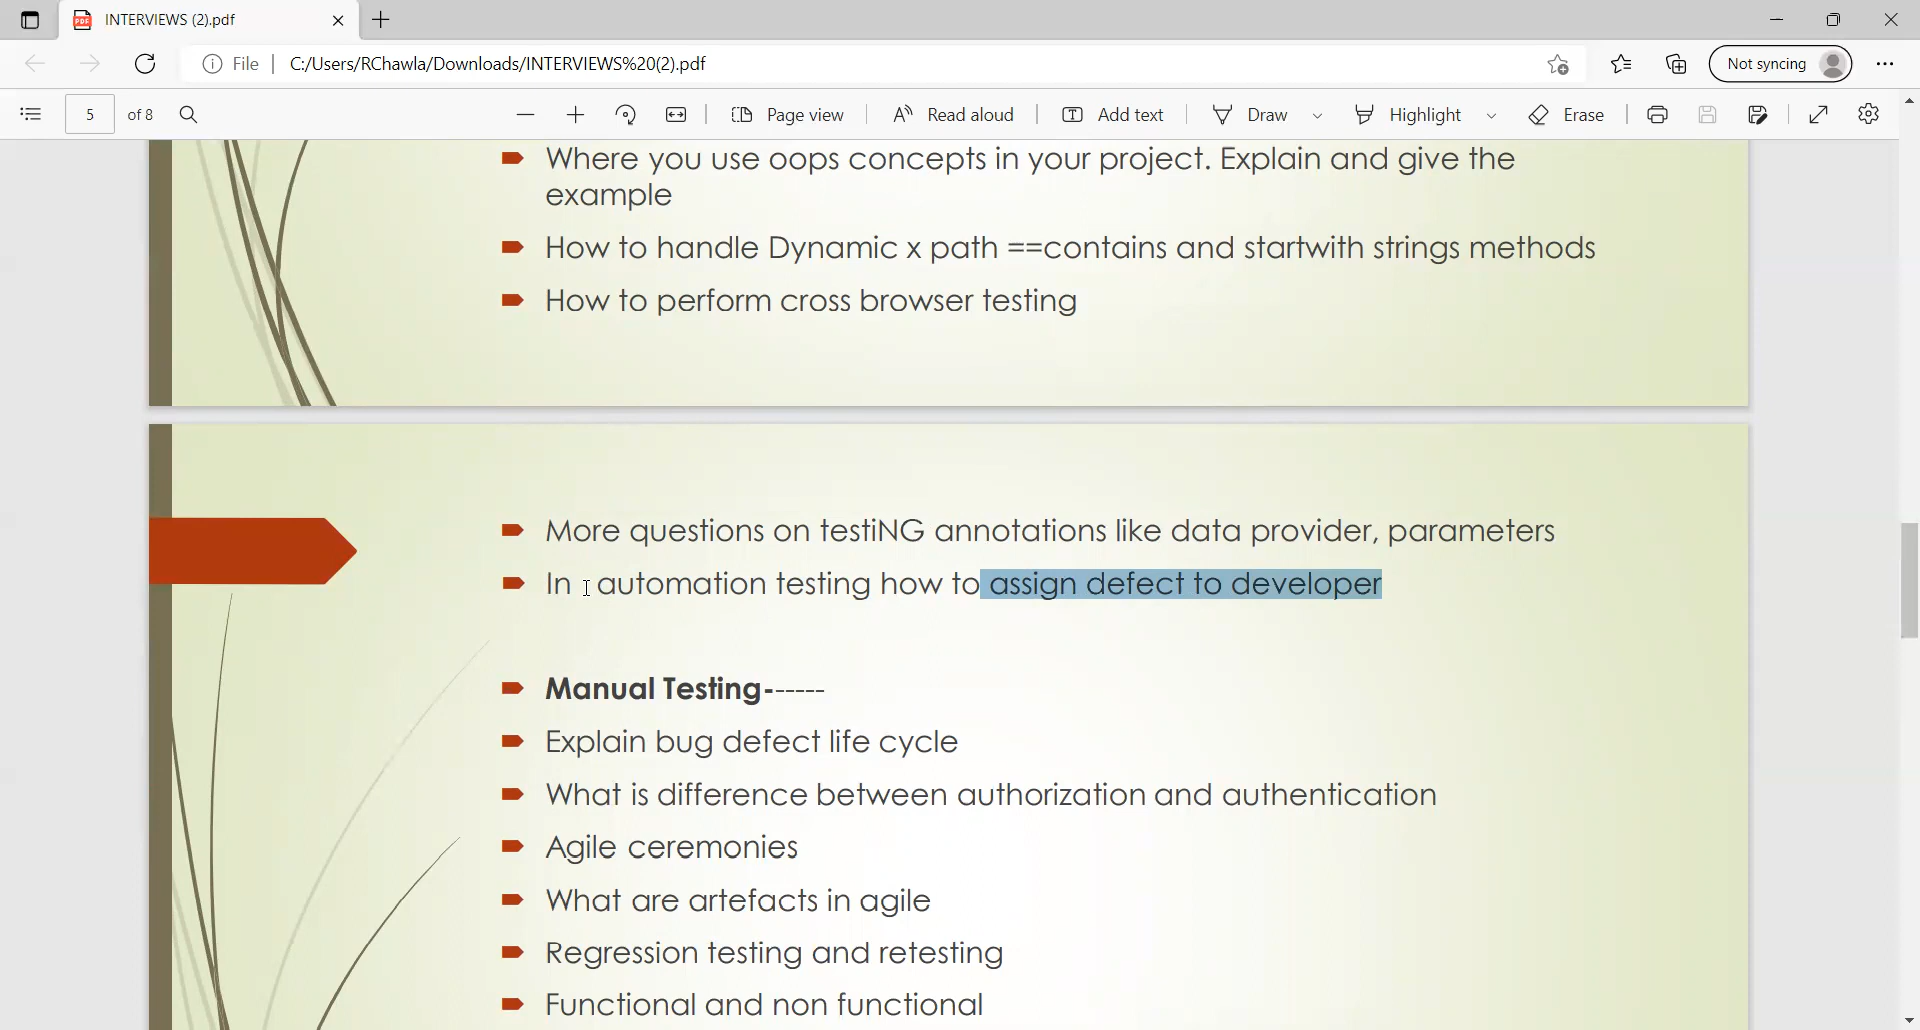 INTERVIEWS (2).pdf
File
C:/Users/RChawla/Downloads/INTERVIEWS%20(2).pdf
Not syncing
5 of 8
Page view
Read aloud
Add text
Draw
Highlight
Erase
Where you use oops concepts in your project. Explain and give the
example
How to handle Dynamic x path ==contains and startwith strings methods
How to perform cross browser testing
More questions on testiNG annotations like data provider, parameters
In automation testing how to assign defect to developer
Manual Testing------
Explain bug defect life cycle
What is difference between authorization and authentication
Agile ceremonies
What are artefacts in agile
Regression testing and retesting
Functional and non functional